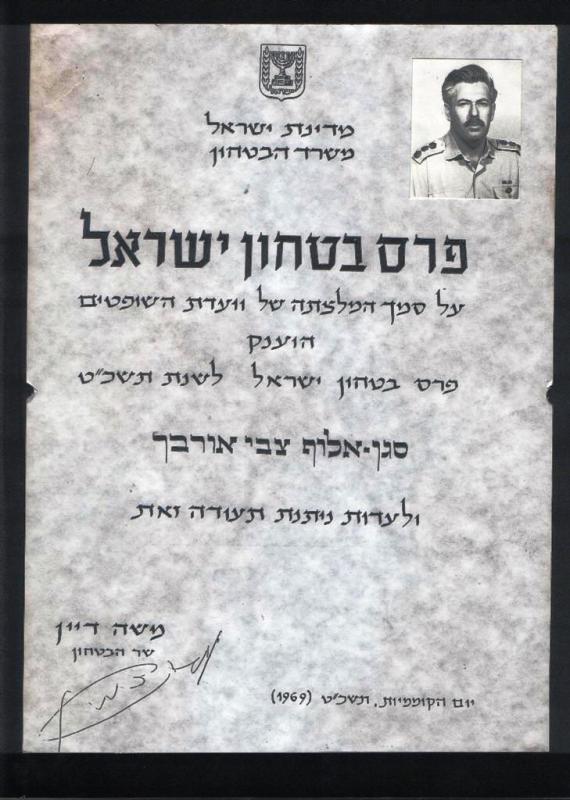 מדינת ישראל
משרד הבטחון
פרס בטחון ישראל
על סמך המלצתה של וועדת השופטים
הוענק
פרס בטחון ישראל לשנת תשכ"ט
סגן-אלוף צבי אורבך
ולעדות ניתנת תעודה זאת
משה דיין
שר הבטחון
יום הקוממיות, תשכ"ט (1969)